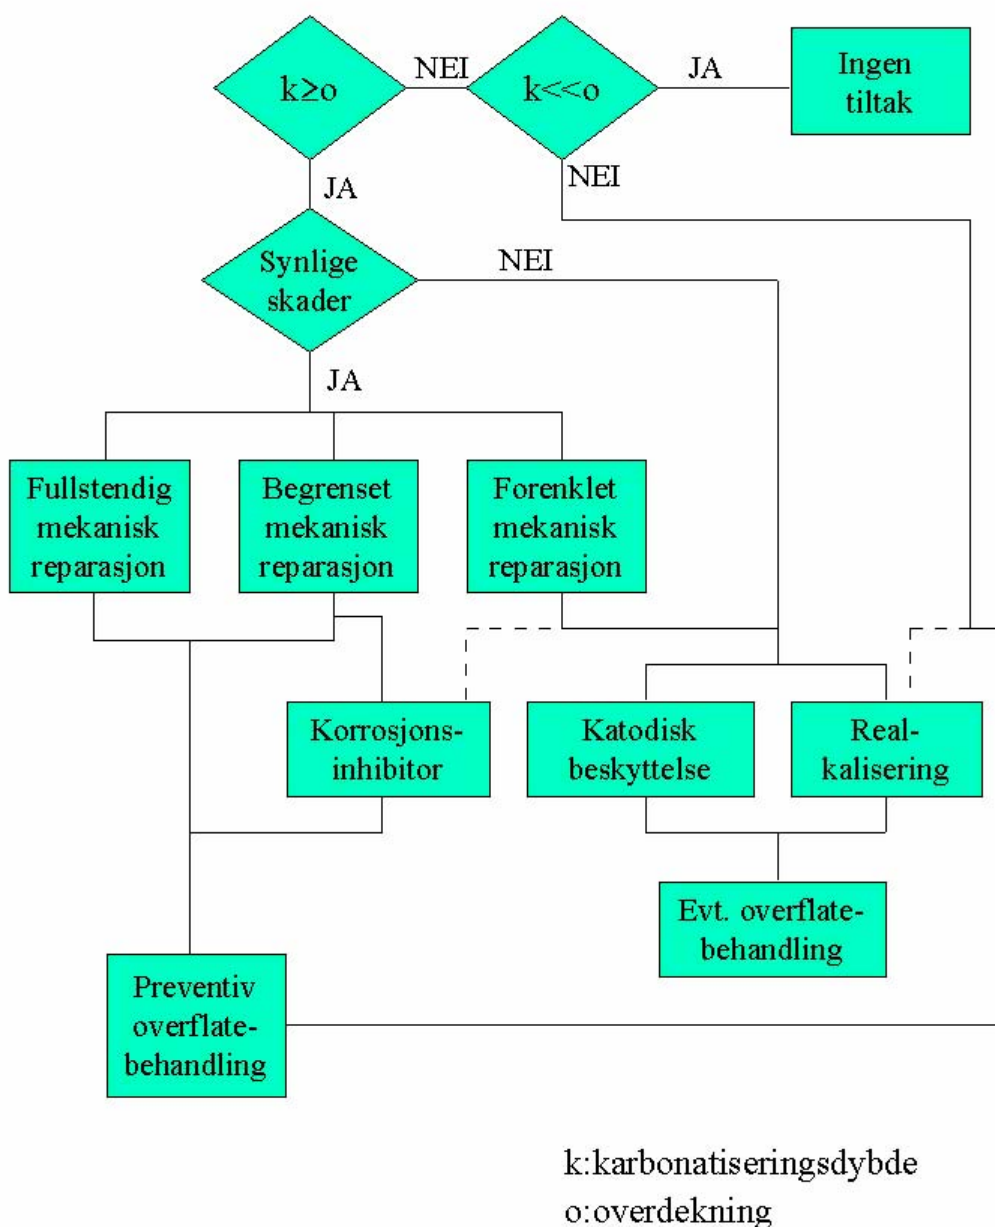 k≥o
NEI
k<<o
JA
Ingen
tiltak
JA
NEI
Synlige
skader
NEI
JA
Fullstendig
mekanisk
reparasjon
Begrenset
mekanisk
reparasjon
Forenklet
mekanisk
reparasjon
Korrosjons-
inhibitor
Katodisk
beskyttelse
Real-
kalisering
Evt. overflate-
behandling
Preventiv
overflate-
behandling
k:karbonatiseringsdybde
o:overdekning